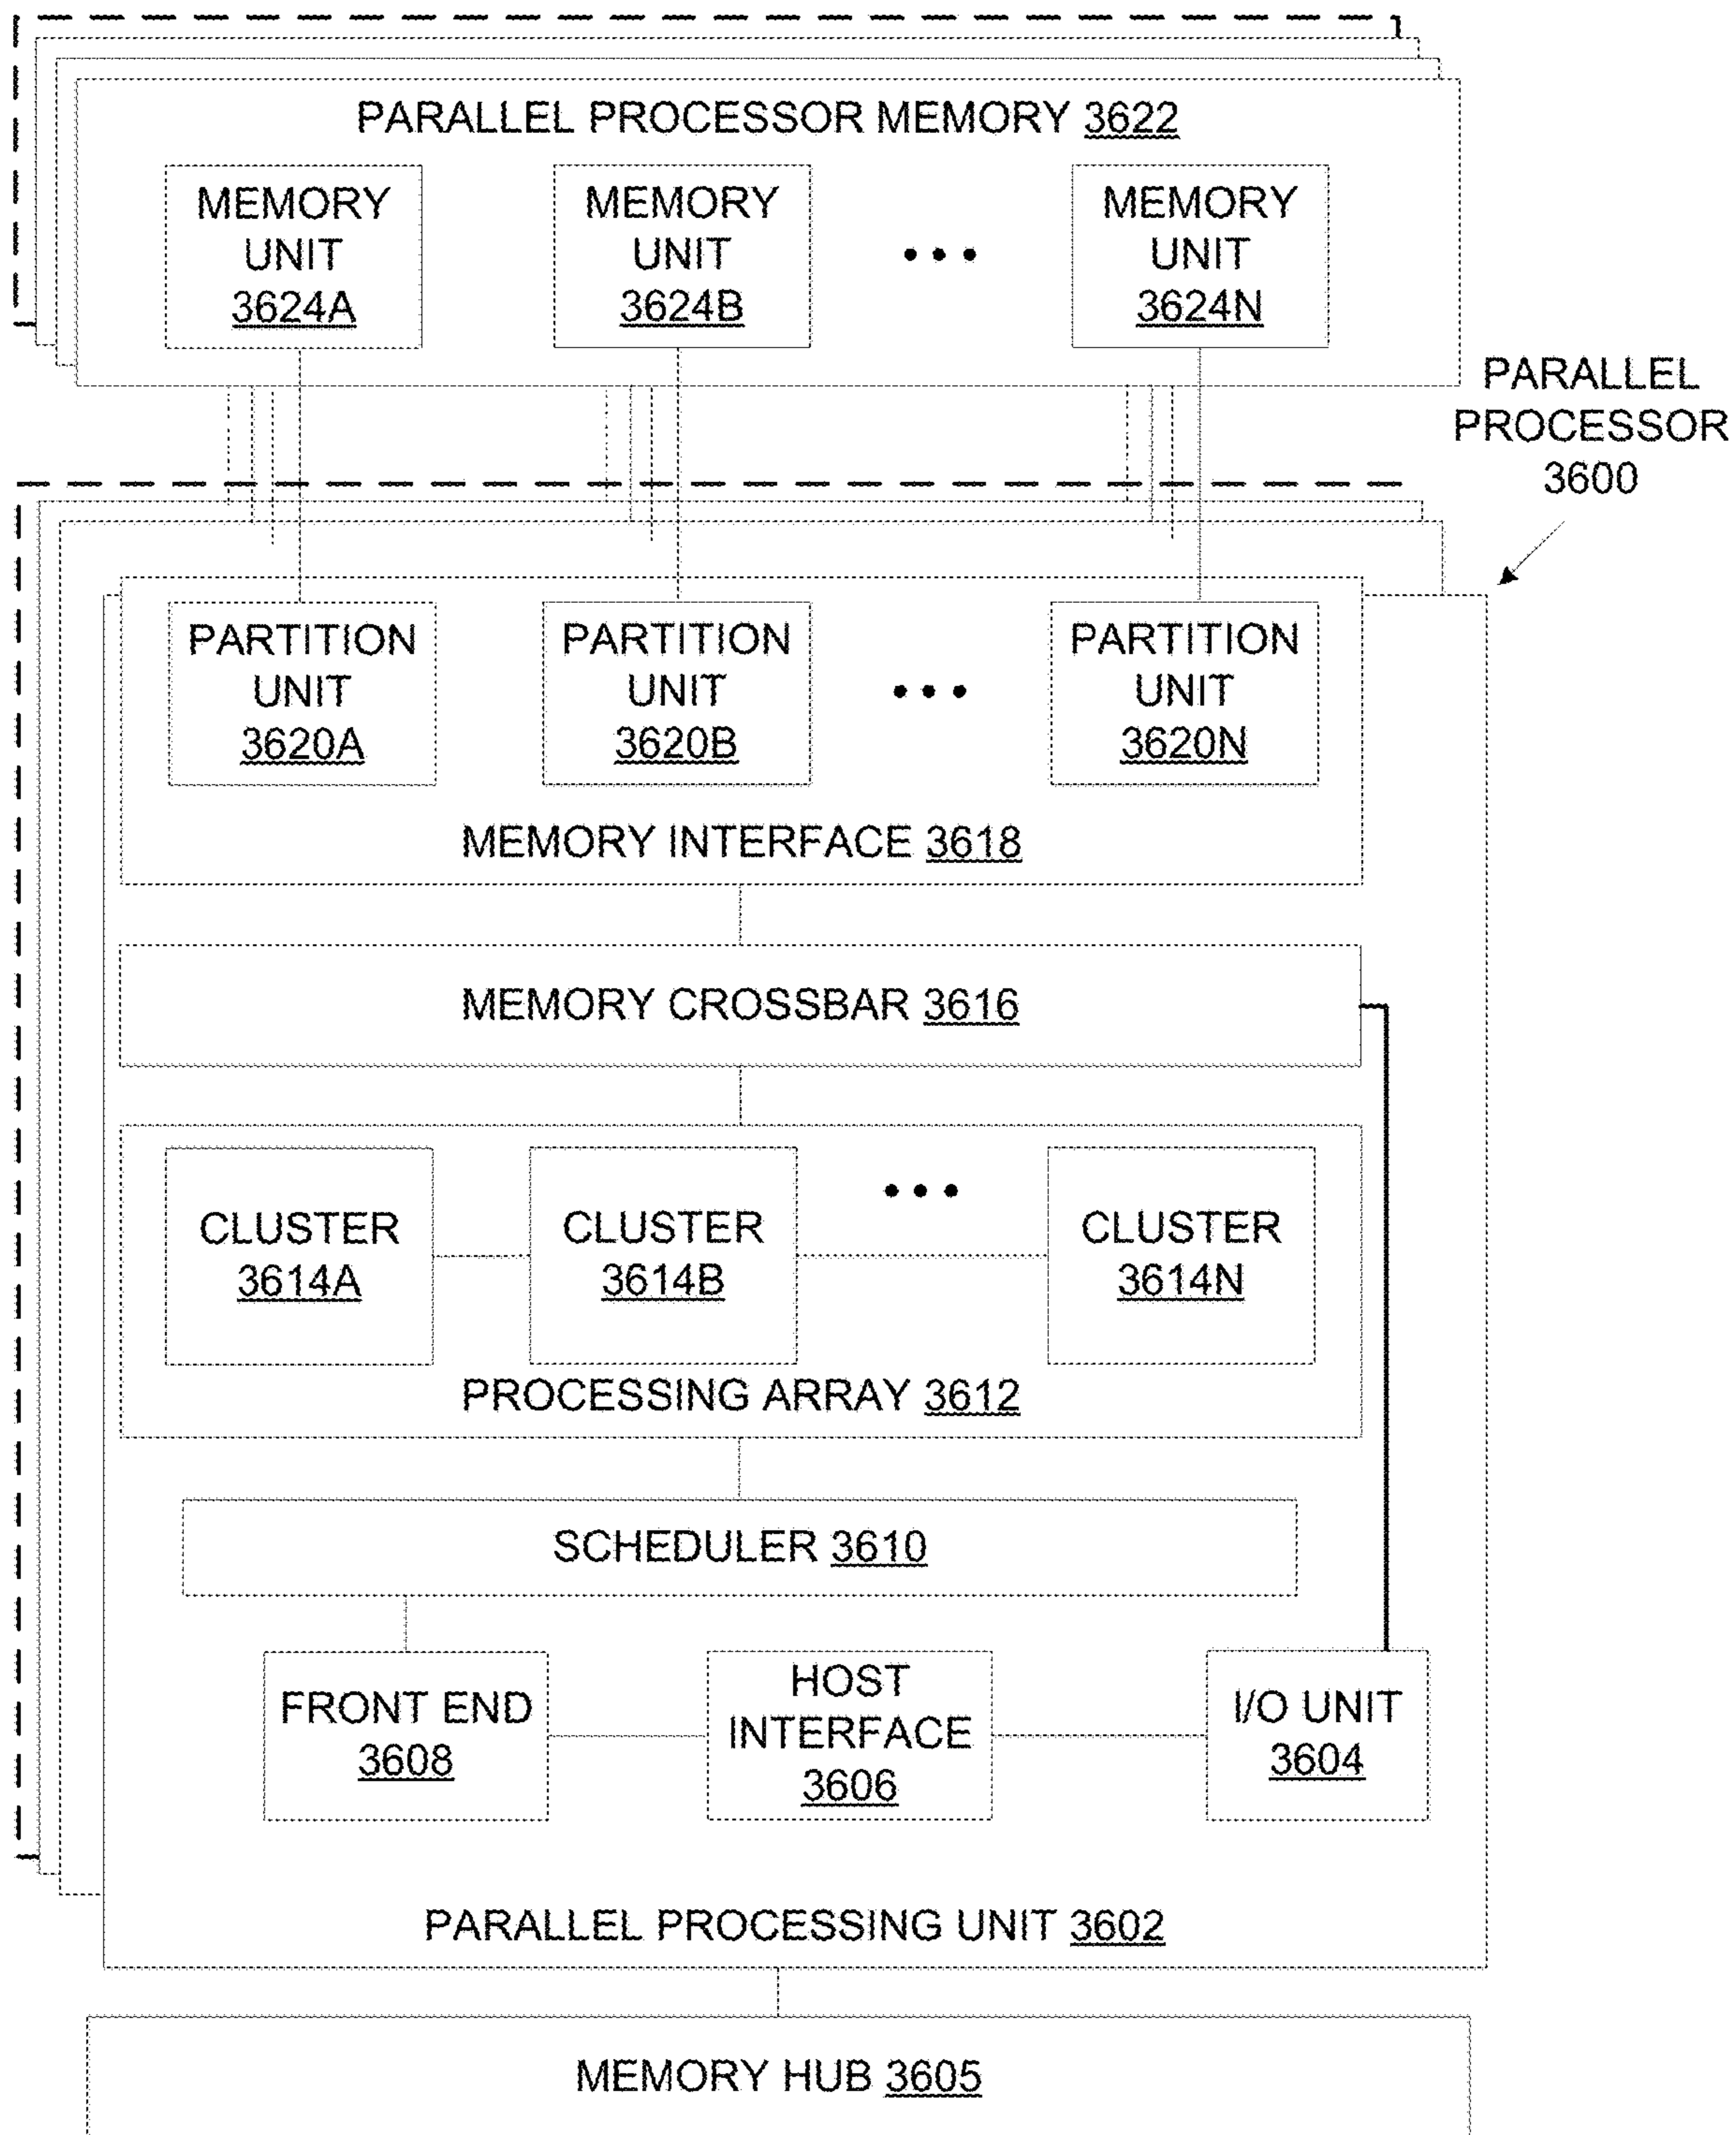 PARALLEL PROCESSOR MEMORY 3622
MEMORY
UNIT
3624A
MEMORY
UNIT
3624B
•••
MEMORY
UNIT
3624N
PARALLEL
PROCESSOR
3600
PARTITION
UNIT
3620A
PARTITION
UNIT
3620B
•••
PARTITION
UNIT
3620N
MEMORY INTERFACE 3618
MEMORY CROSSBAR 3616
CLUSTER
3614A
CLUSTER
3614B
•••
CLUSTER
3614N
PROCESSING ARRAY 3612
SCHEDULER 3610
FRONT END
3608
HOST
INTERFACE
3606
I/O UNIT
3604
PARALLEL PROCESSING UNIT 3602
MEMORY HUB 3605